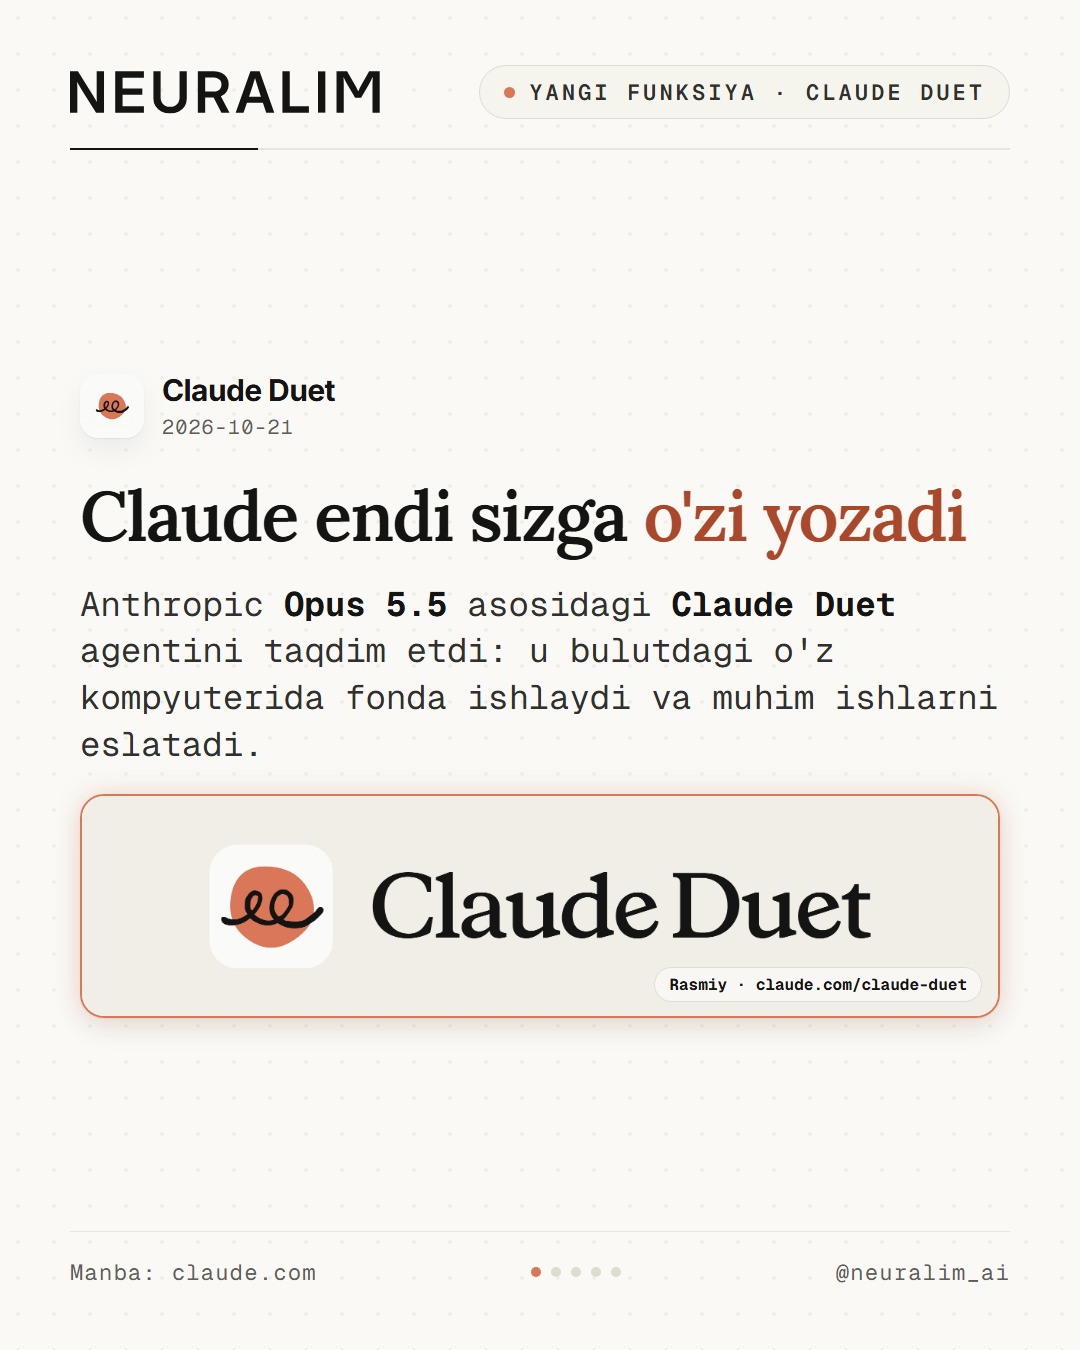 NEURALIM
YANGI FUNKSIYA · CLAUDE DUET
Claude Duet
2026-10-21
Claude endi sizga o'zi yozadi
Anthropic Opus 5.5 asosidagi Claude Duet
agentini taqdim etdi: u bulutdagi o'z
kompyuterida fonda ishlaydi va muhim ishlarni
eslatadi.
Claude Duet
Rasmiy · claude.com/claude-duet
Manba: claude.com
@neuralim_ai